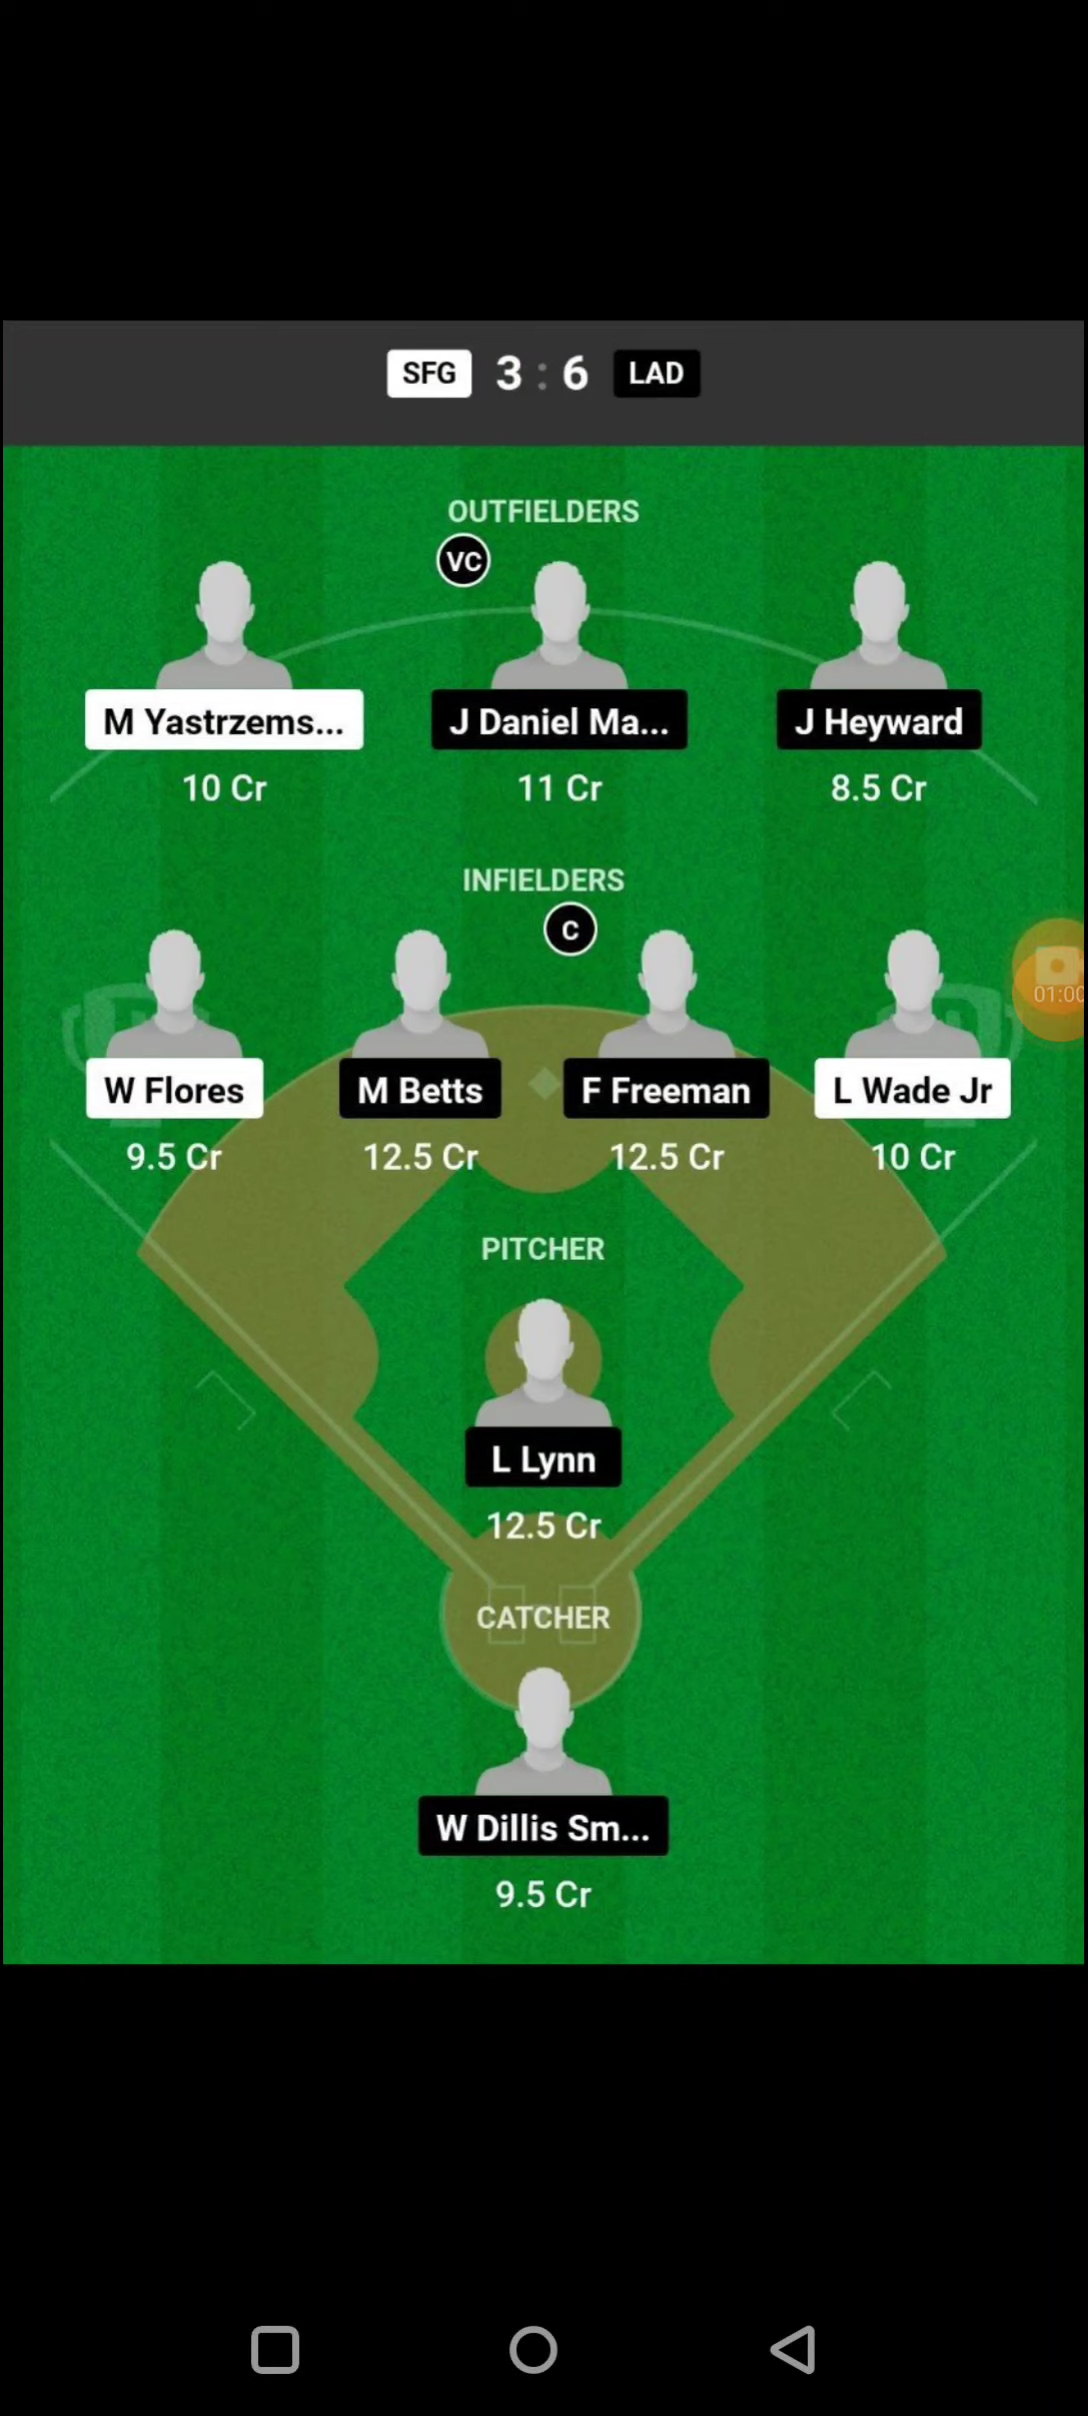 SFG 3 : 6 LAD
OUTFIELDERS
VC
M Yastrzems... J Daniel Ma... J Heyward
10 Cr 11 Cr 8.5 Cr
INFIELDERS
C
01:00
W Flores M Betts F Freeman L Wade Jr
9.5 Cr 12.5 Cr 12.5 Cr 10 Cr
PITCHER
L Lynn
12.5 Cr
CATCHER
W Dillis Sm...
9.5 Cr